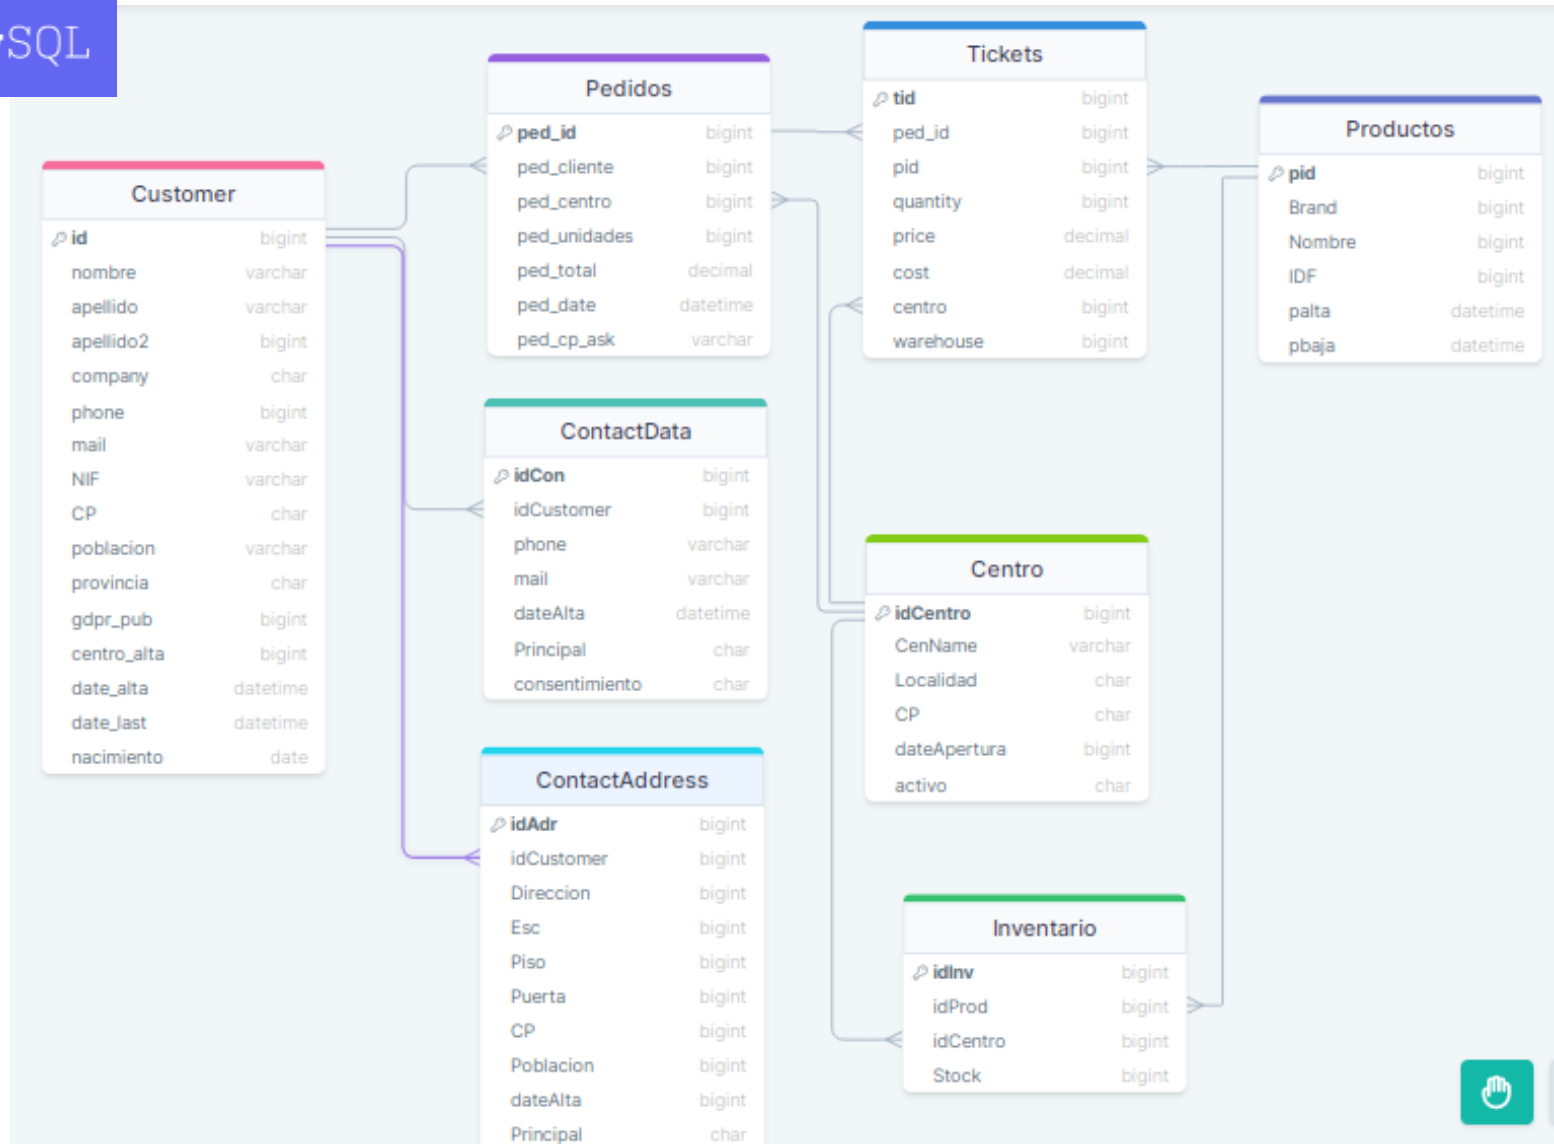 SQL
Customer
id bigint
nombre varchar
apellido varchar
apellido2 bigint
company char
phone bigint
mail varchar
NIF varchar
CP char
poblacion varchar
provincia char
gdpr_pub bigint
centro_alta bigint
date_alta datetime
date_last datetime
nacimiento date
Pedidos
ped_id bigint
ped_cliente bigint
ped_centro bigint
ped_unidades bigint
ped_total decimal
ped_date datetime
ped_cp_ask varchar
ContactData
idCon bigint
idCustomer bigint
phone varchar
mail varchar
dateAlta datetime
Principal char
consentimiento char
ContactAddress
idAdr bigint
idCustomer bigint
Direccion bigint
Esc bigint
Piso bigint
Puerta bigint
CP bigint
Poblacion bigint
dateAlta bigint
Principal char
Tickets
tid bigint
ped_id bigint
pid bigint
quantity bigint
price decimal
cost decimal
centro bigint
warehouse bigint
Centro
idCentro bigint
CenName varchar
Localidad char
CP char
dateApertura bigint
activo char
Inventario
idInv bigint
idProd bigint
idCentro bigint
Stock bigint
Productos
pid bigint
Brand bigint
Nombre bigint
IDF bigint
palta datetime
pbaja datetime